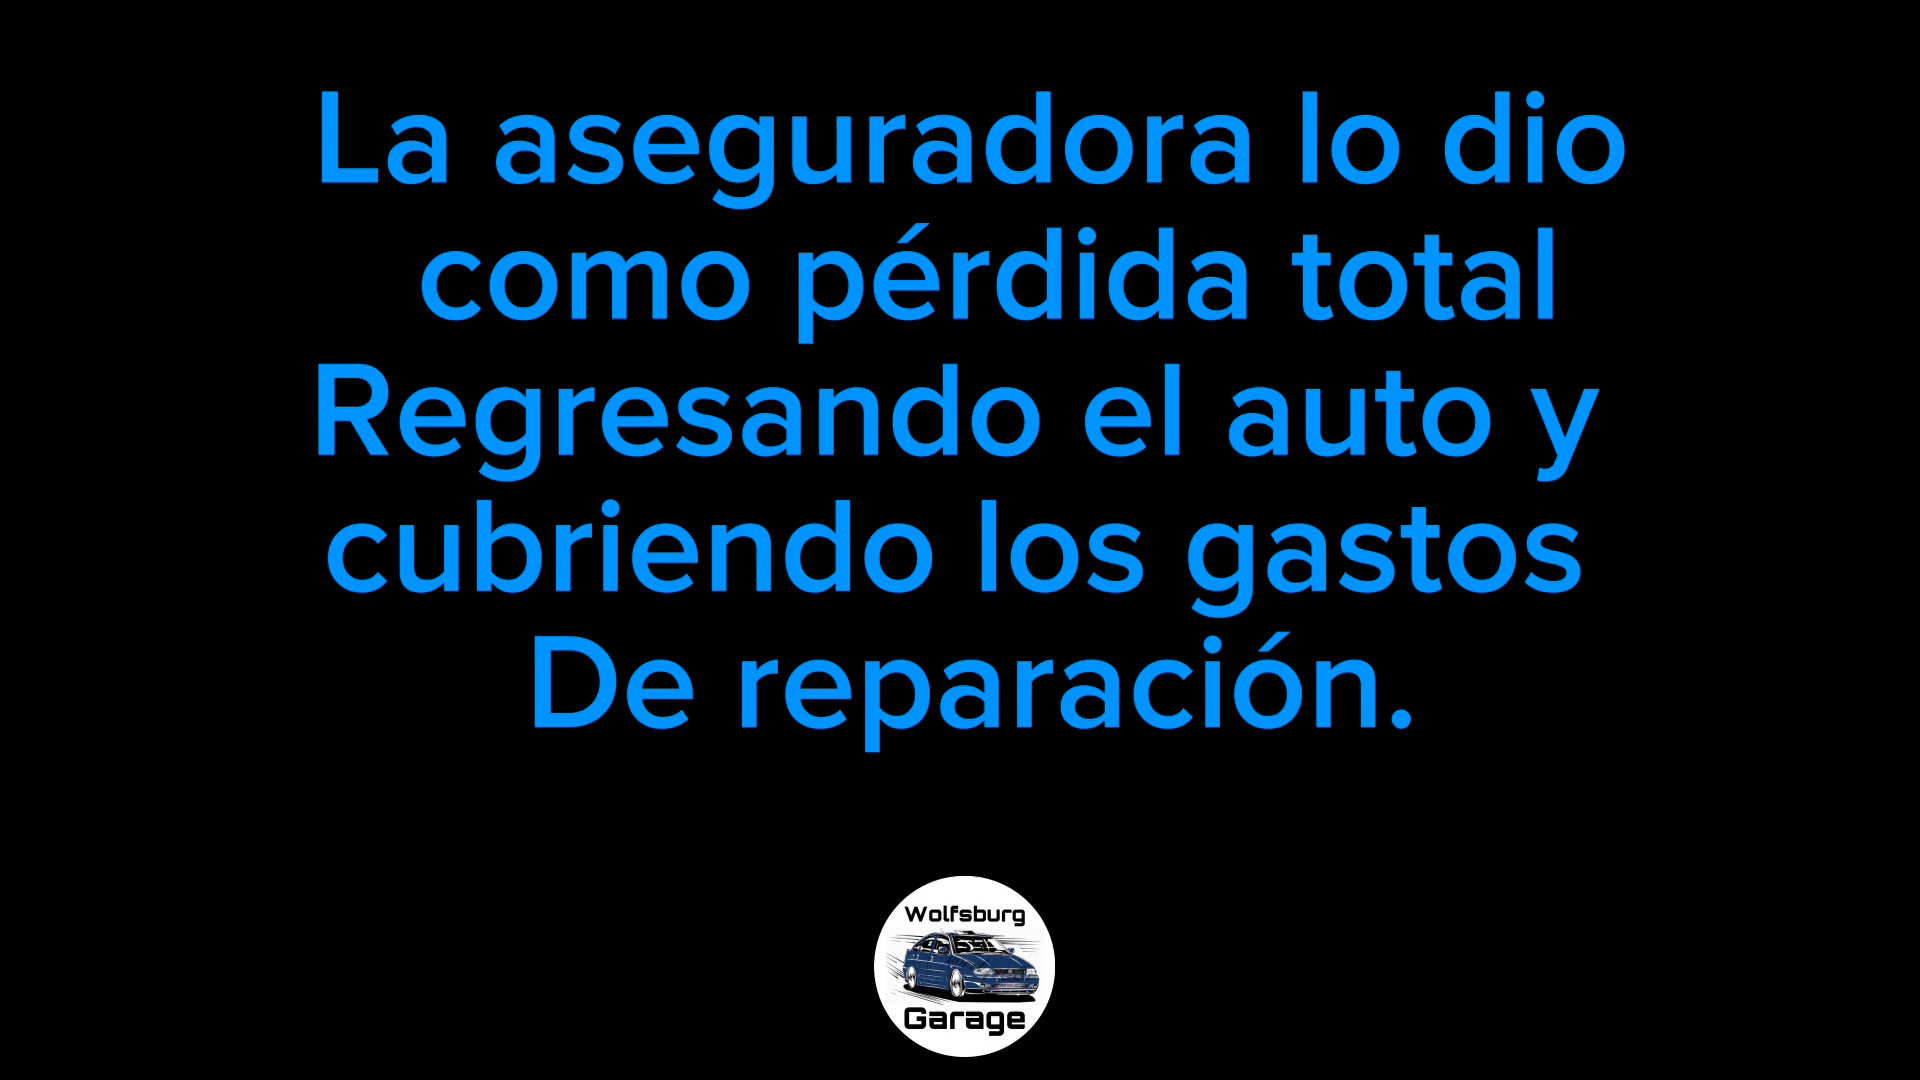 La aseguradora lo dio
como pérdida total
Regresando el auto y
cubriendo los gastos
De reparación.
Wolfsburg
Garage